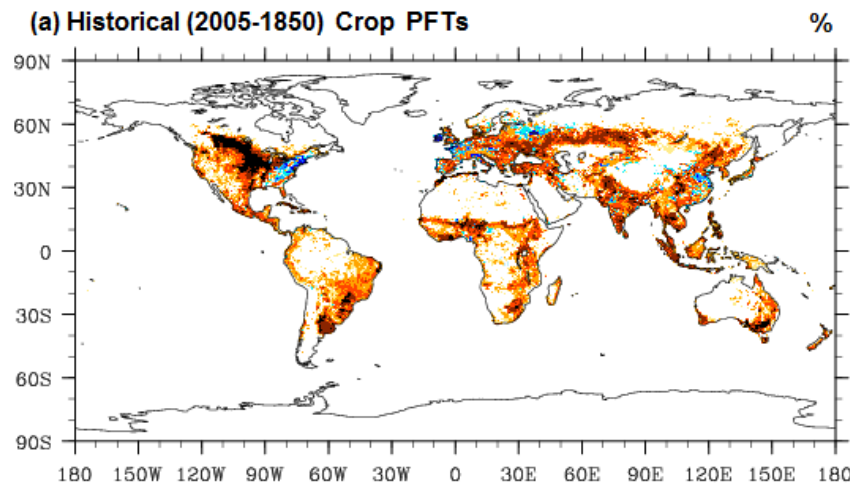 (a) Historical (2005-1850) Crop PFTs %
90N
60N
30N
0
30S
60S
90S
180 150W 120W 90W 60W 30W 0 30E 60E 90E 120E 150E 180